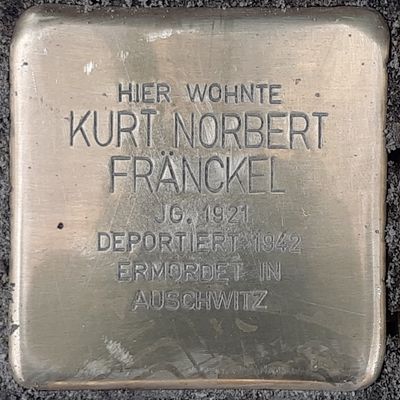 HIER WOHNTE
KURT NORBERT
FRÄNCKEL
JG. 1921
DEPORTIERT 1942
ERMORDET IN
AUSCHWITZ